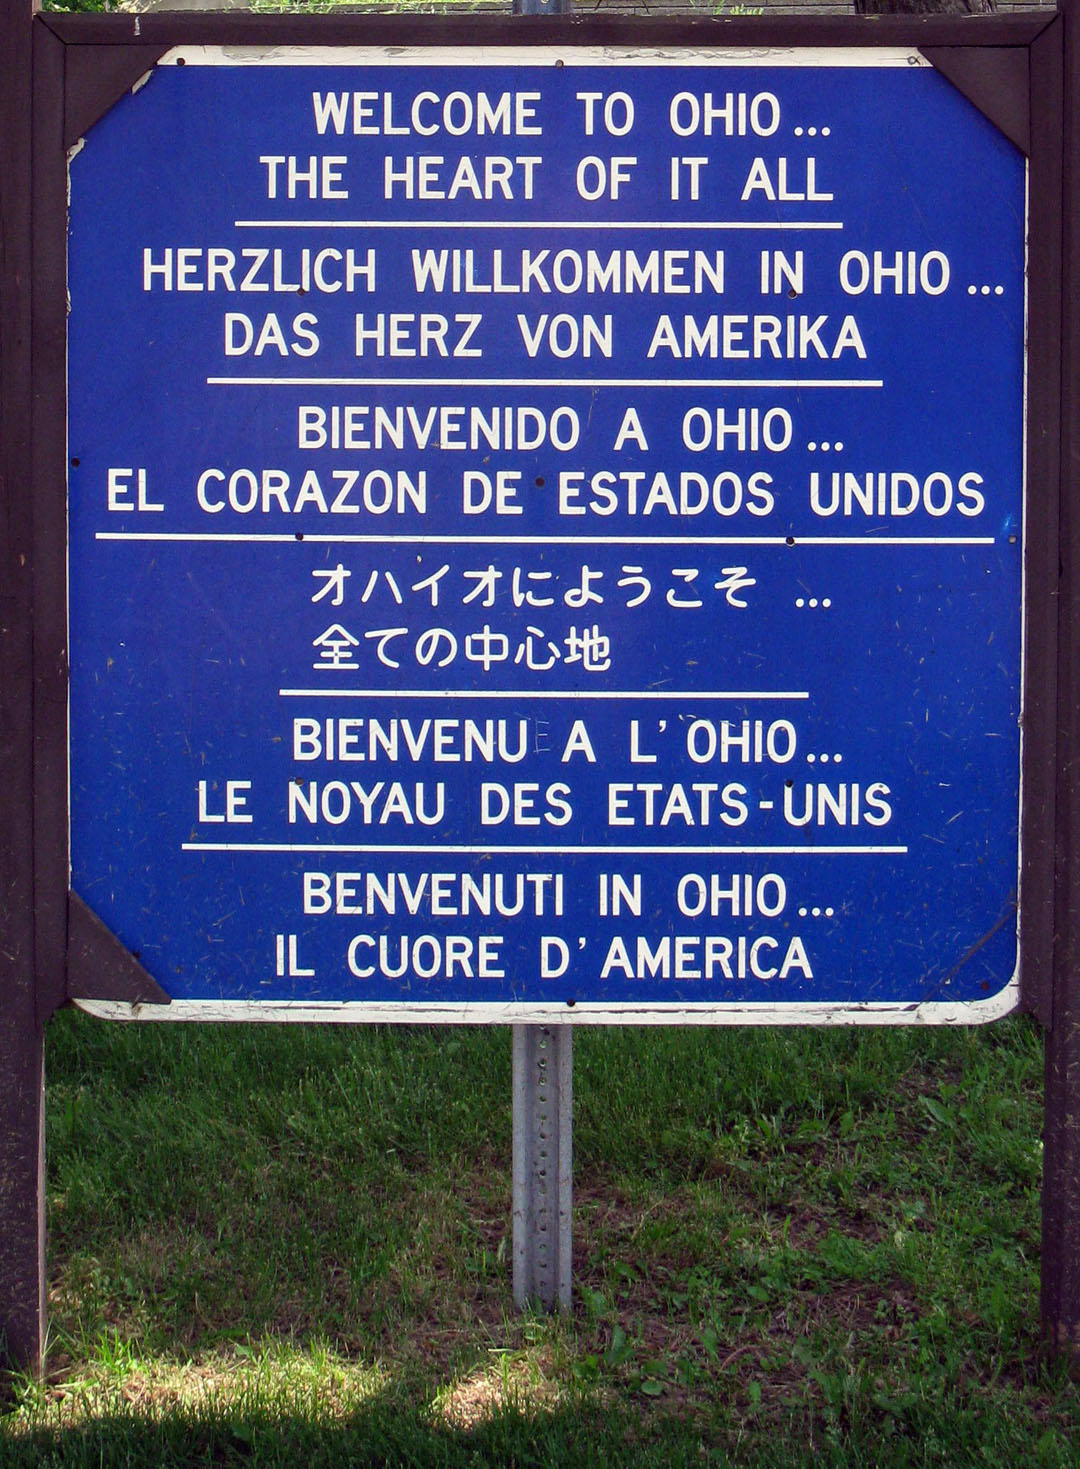 WELCOME TO OHIO...
THE HEART OF IT ALL
HERZLICH WILLKOMMEN IN OHIO...
DAS HERZ VON AMERIKA
BIENVENIDO A OHIO...
EL CORAZON DE ESTADOS UNIDOS
オハイオにようこそ ...
全ての中心地
BIENVENU A L'OHIO...
LE NOYAU DES ETATS-UNIS
BENVENUTI IN OHIO...
IL CUORE D'AMERICA